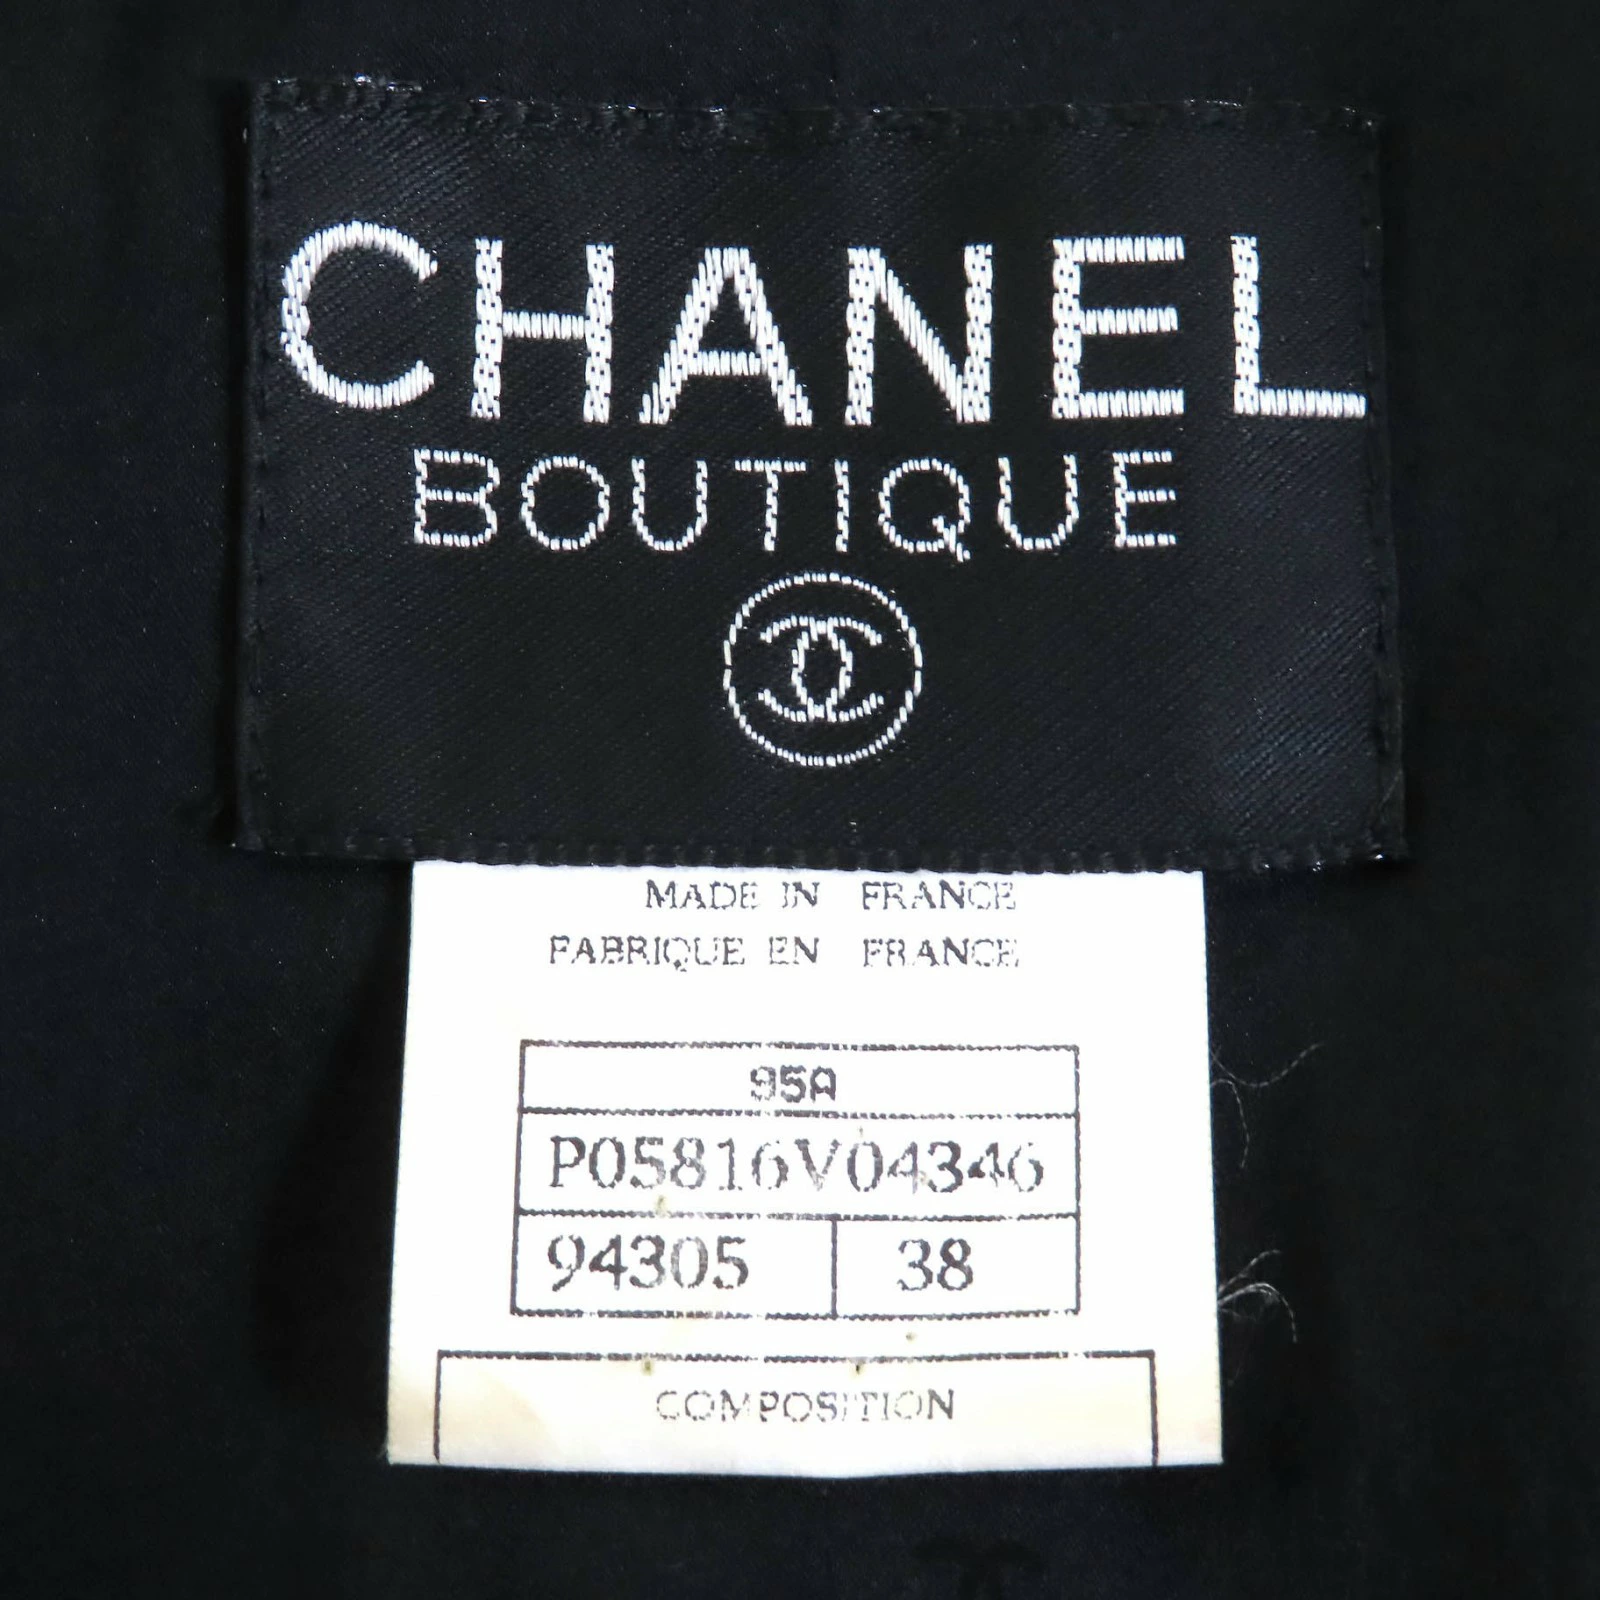 CHANEL
BOUTIQUE
MADE IN FRANCE
FABRIQUE EN FRANCE
95A
P05816V04346
94305 38
COMPOSITION